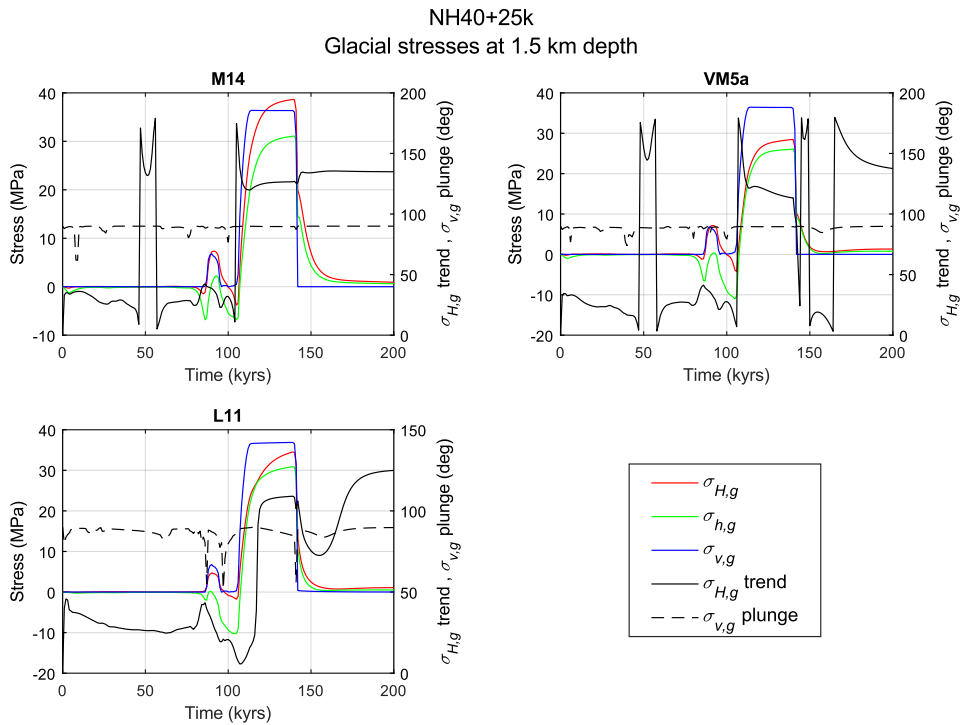 NH40+25k
Glacial stresses at 1.5 km depth
M14
40
30
20
10
0
-10
Stress (MPa)
200
150
100
50
0
σH,g trend , σv,g plunge (deg)
0 50 100 150 200
Time (kyrs)
VM5a
40
30
20
10
0
-10
-20
Stress (MPa)
200
150
100
50
0
σH,g trend , σv,g plunge (deg)
0 50 100 150 200
Time (kyrs)
L11
40
30
20
10
0
-10
-20
Stress (MPa)
150
100
50
0
σH,g trend , σv,g plunge (deg)
0 50 100 150 200
Time (kyrs)
σH,g
σh,g
σv,g
σH,g trend
σv,g plunge